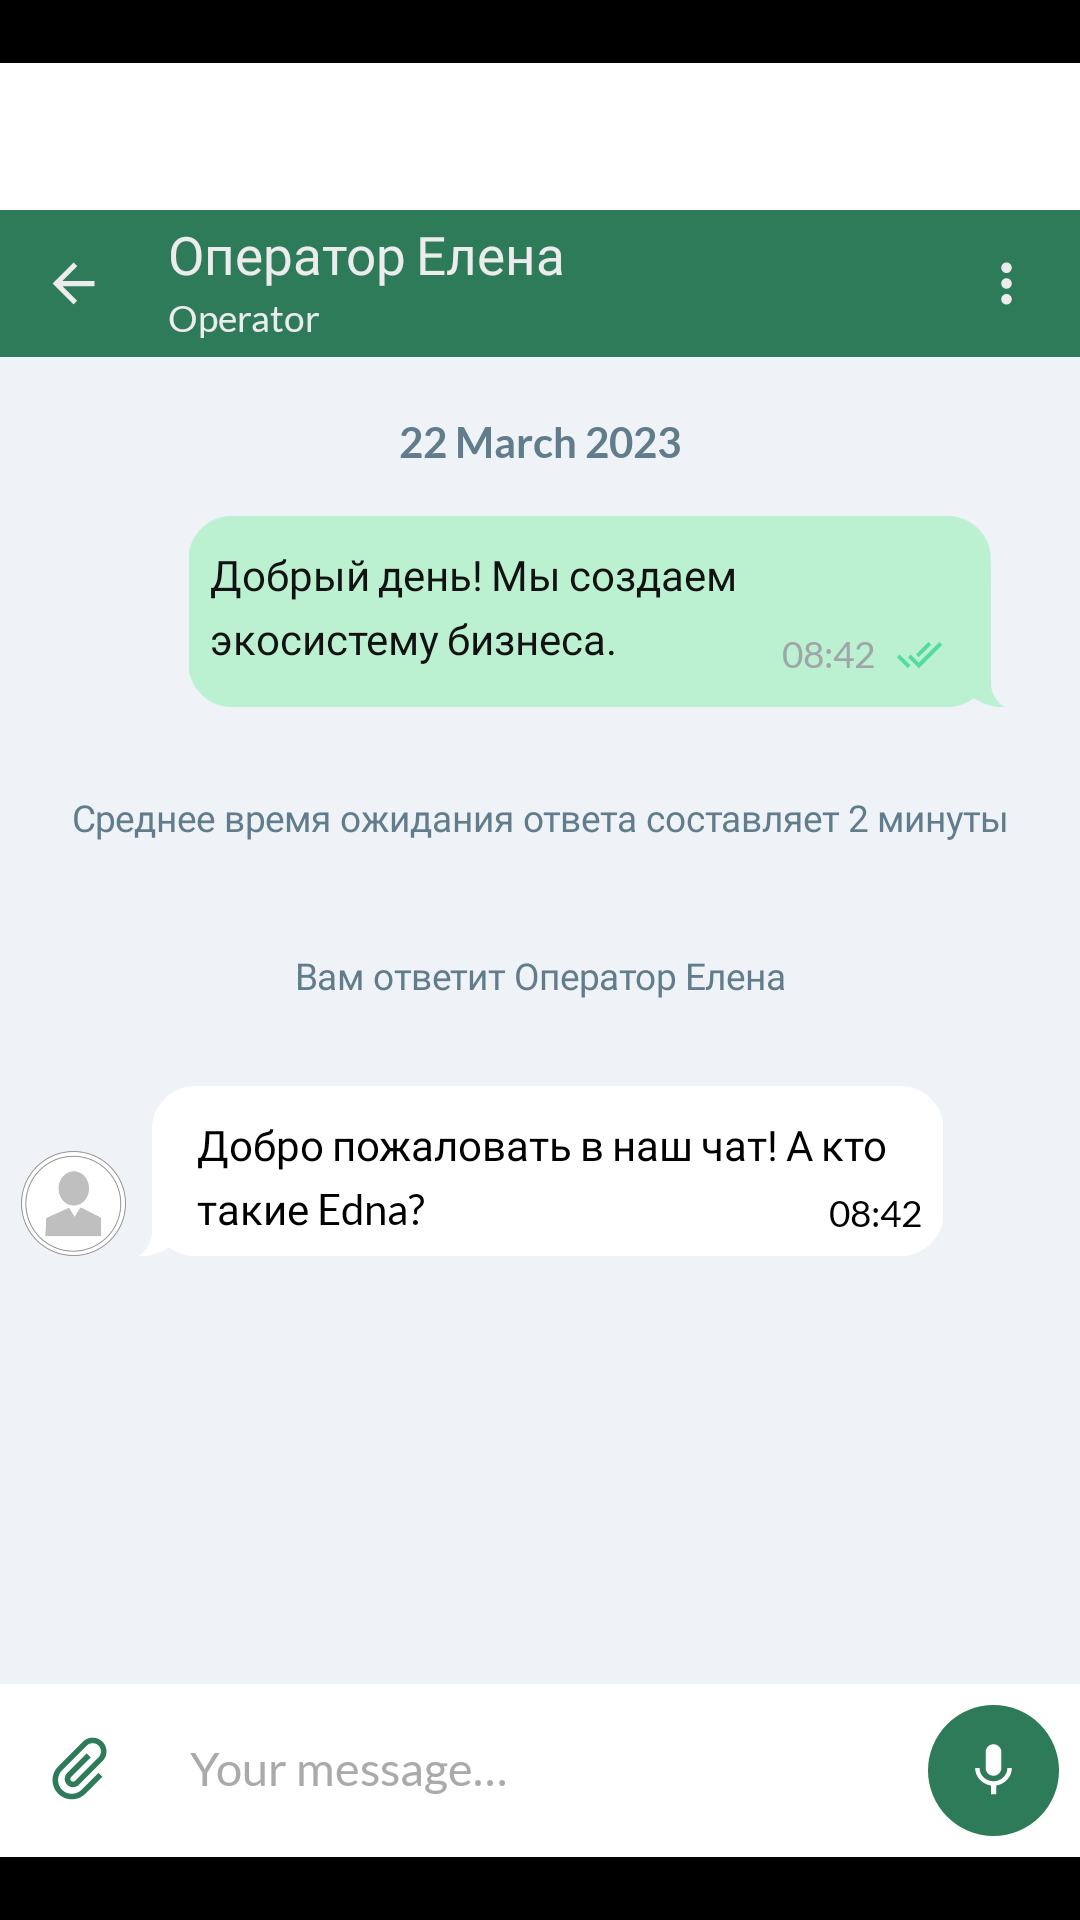 Оператор Елена
Operator
22 March 2023
Добрый день! Мы создаем
экосистему бизнеса.
08:42
Среднее время ожидания ответа составляет 2 минуты
Вам ответит Оператор Елена
Добро пожаловать в наш чат! А кто
такие Edna?
08:42
Your message...